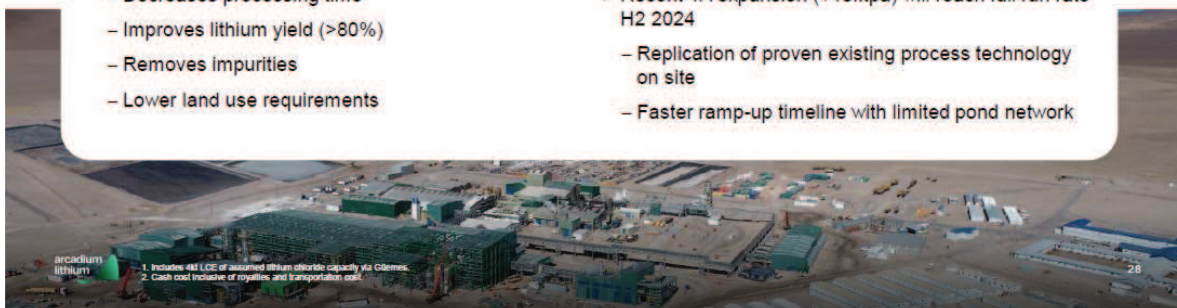 – Improves lithium yield (>80%)
– Removes impurities
– Lower land use requirements
H2 2024
– Replication of proven existing process technology
on site
– Faster ramp-up timeline with limited pond network
arcadium
lithium
1. Includes 4kt LCE of assumed lithium chloride capacity via Güemes.
2. Cash cost inclusive of royalties and transportation cost.
28